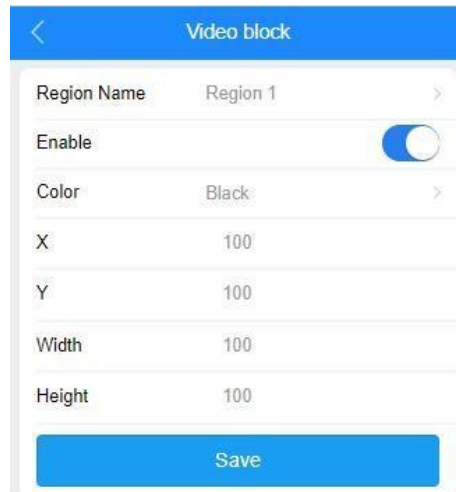 Video block
Region Name Region 1
Enable
Color Black
X 100
Y 100
Width 100
Height 100
Save